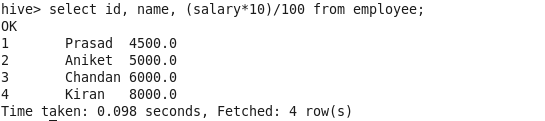 hive> select id, name, (salary*10)/100 from employee;
OK
1 Prasad 4500.0
2 Aniket 5000.0
3 Chandan 6000.0
4 Kiran 8000.0
Time taken: 0.098 seconds, Fetched: 4 row(s)